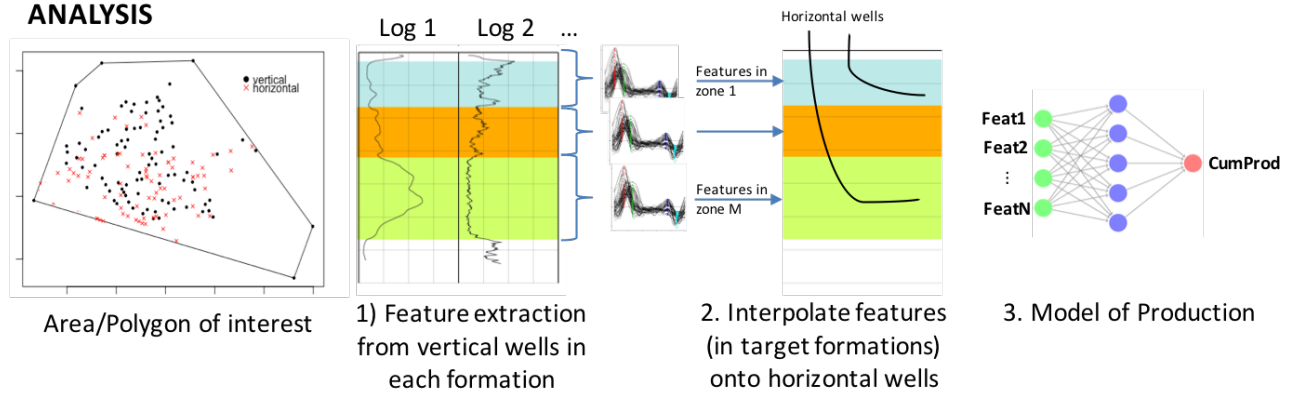 ANALYSIS
vertical
horizontal
Area/Polygon of interest
Log 1 Log 2 ...
1) Feature extraction
from vertical wells in
each formation
Features in
zone 1
Features in
zone M
Horizontal wells
2. Interpolate features
(in target formations)
onto horizontal wells
Feat1
Feat2
⋮
FeatN
CumProd
3. Model of Production